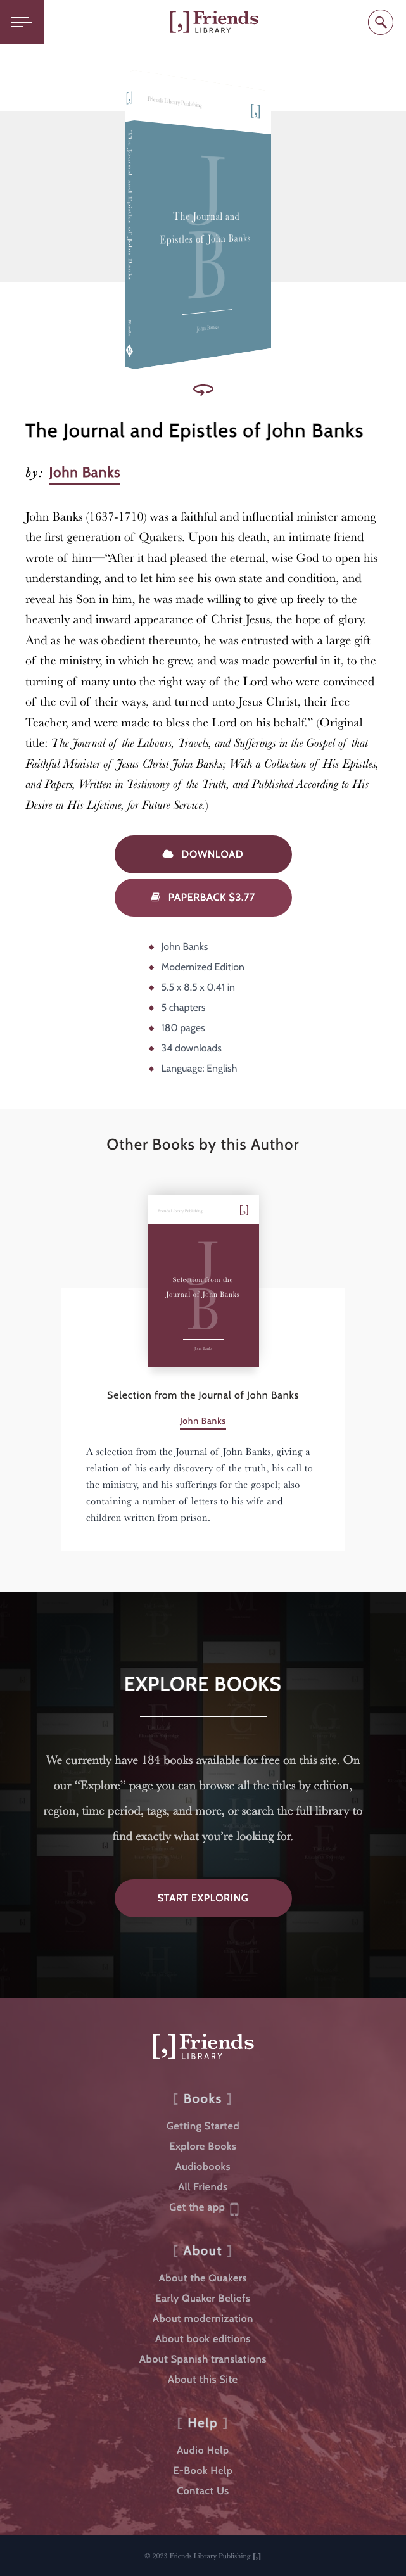 [,] Friends
LIBRARY
[,] Friends Library Publishing [,]
The Journal and Epistles of John Banks
Banks
J
B
The Journal and
Epistles of John Banks
John Banks
The Journal and Epistles of John Banks
by: John Banks
John Banks (1637-1710) was a faithful and influential minister among
the first generation of Quakers. Upon his death, an intimate friend
wrote of him—“After it had pleased the eternal, wise God to open his
understanding, and to let him see his own state and condition, and
reveal his Son in him, he was made willing to give up freely to the
heavenly and inward appearance of Christ Jesus, the hope of glory.
And as he was obedient thereunto, he was entrusted with a large gift
of the ministry, in which he grew, and was made powerful in it, to the
turning of many unto the right way of the Lord who were convinced
of the evil of their ways, and turned unto Jesus Christ, their free
Teacher, and were made to bless the Lord on his behalf.” (Original
title: The Journal of the Labours, Travels, and Sufferings in the Gospel of that
Faithful Minister of Jesus Christ John Banks; With a Collection of His Epistles,
and Papers, Written in Testimony of the Truth, and Published According to His
Desire in His Lifetime, for Future Service.)
DOWNLOAD
PAPERBACK $3.77
John Banks
Modernized Edition
5.5 x 8.5 x 0.41 in
5 chapters
180 pages
34 downloads
Language: English
Other Books by this Author
Friends Library Publishing [,]
J
B
Selection from the
Journal of John Banks
John Banks
Selection from the Journal of John Banks
John Banks
A selection from the Journal of John Banks, giving a
relation of his early discovery of the truth, his call to
the ministry, and his sufferings for the gospel; also
containing a number of letters to his wife and
children written from prison.
EXPLORE BOOKS
We currently have 184 books available for free on this site. On
our “Explore” page you can browse all the titles by edition,
region, time period, tags, and more, or search the full library to
find exactly what you’re looking for.
START EXPLORING
[,] Friends
LIBRARY
[ Books ]
Getting Started
Explore Books
Audiobooks
All Friends
Get the app
[ About ]
About the Quakers
Early Quaker Beliefs
About modernization
About book editions
About Spanish translations
About this Site
[ Help ]
Audio Help
E-Book Help
Contact Us
© 2023 Friends Library Publishing [,]